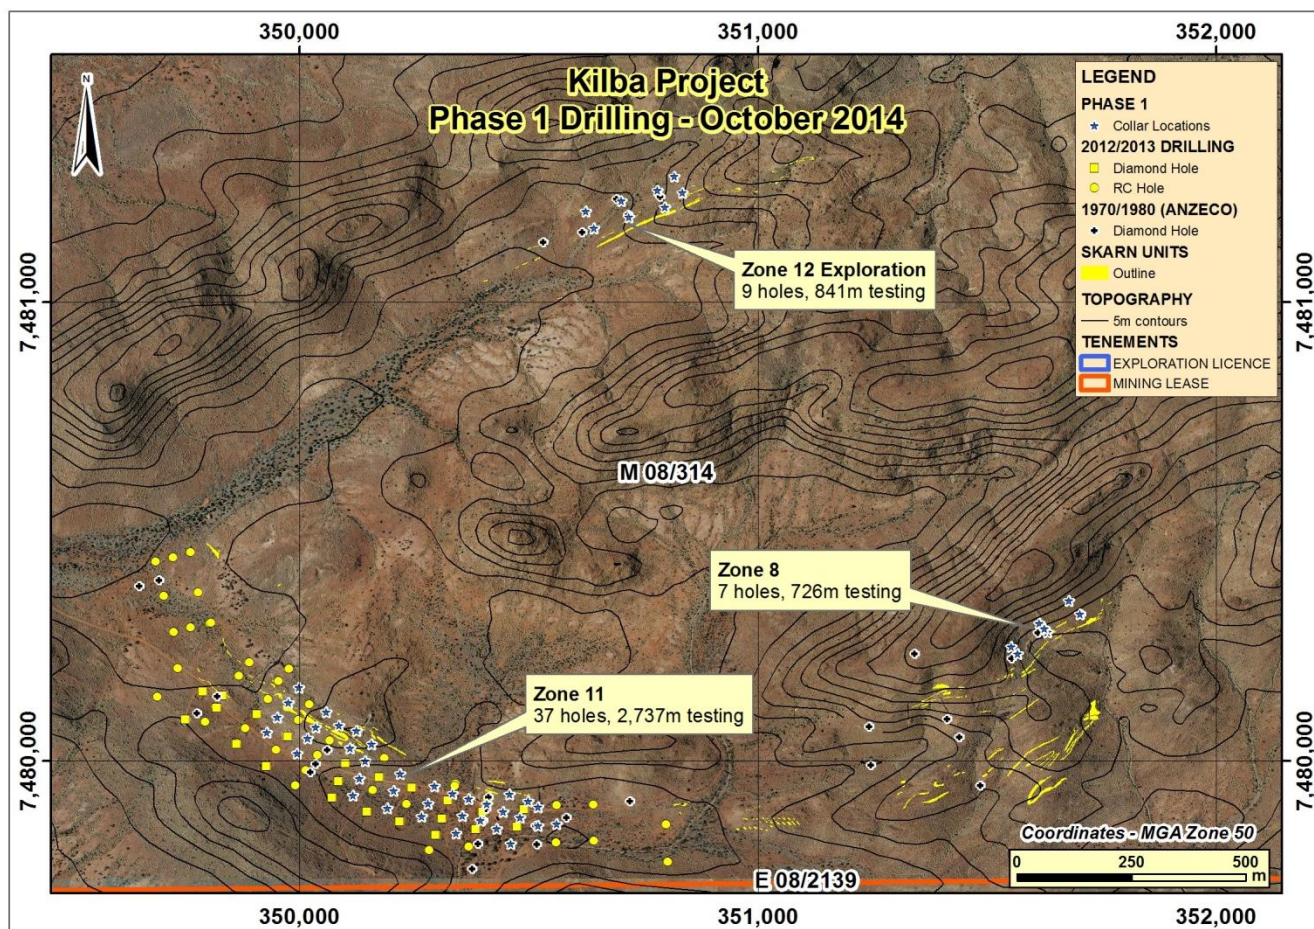 350,000
351,000
352,000
Kilba Project
Phase 1 Drilling - October 2014
N
LEGEND
PHASE 1
Collar Locations
2012/2013 DRILLING
Diamond Hole
RC Hole
1970/1980 (ANZECO)
Diamond Hole
SKARN UNITS
Outline
TOPOGRAPHY
5m contours
TENEMENTS
EXPLORATION LICENCE
MINING LEASE
Zone 12 Exploration
9 holes, 841m testing
7,481,000
7,481,000
M 08/314
Zone 8
7 holes, 726m testing
Zone 11
37 holes, 2,737m testing
7,480,000
7,480,000
Coordinates - MGA Zone 50
0 250 500
m
E 08/2139
350,000
351,000
352,000